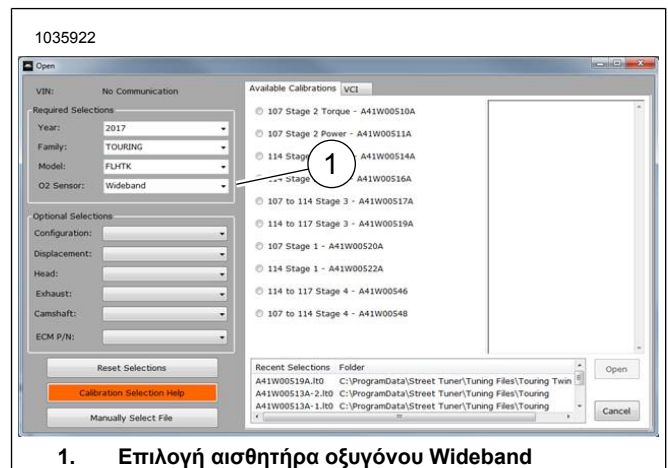 1035922
Open
VIN: No Communication
Required Selections
Year: 2017
Family: TOURING
Model: FLHTK
O2 Sensor: Wideband
Optional Selections
Configuration:
Displacement:
Head:
Exhaust:
Camshaft:
ECM P/N:
Reset Selections
Calibration Selection Help
Manually Select File
Available Calibrations VCI
107 Stage 2 Torque - A41W00510A
107 Stage 2 Power - A41W00511A
114 Stage A41W00514A
Stage A41W00516A
107 to 114 Stage 3 - A41W00517A
114 to 117 Stage 3 - A41W00519A
107 Stage 1 - A41W00520A
114 Stage 1 - A41W00522A
114 to 117 Stage 4 - A41W00546
107 to 114 Stage 4 - A41W00548
1
Recent Selections Folder
A41W00519A.lt0 C:\ProgramData\Street Tuner\Tuning Files\Touring Twin
A41W00513A-2.lt0 C:\ProgramData\Street Tuner\Tuning Files\Touring
A41W00513A-1.lt0 C:\ProgramData\Street Tuner\Tuning Files\Touring
Open
Cancel
1. Επιλογή αισθητήρα οξυγόνου Wideband